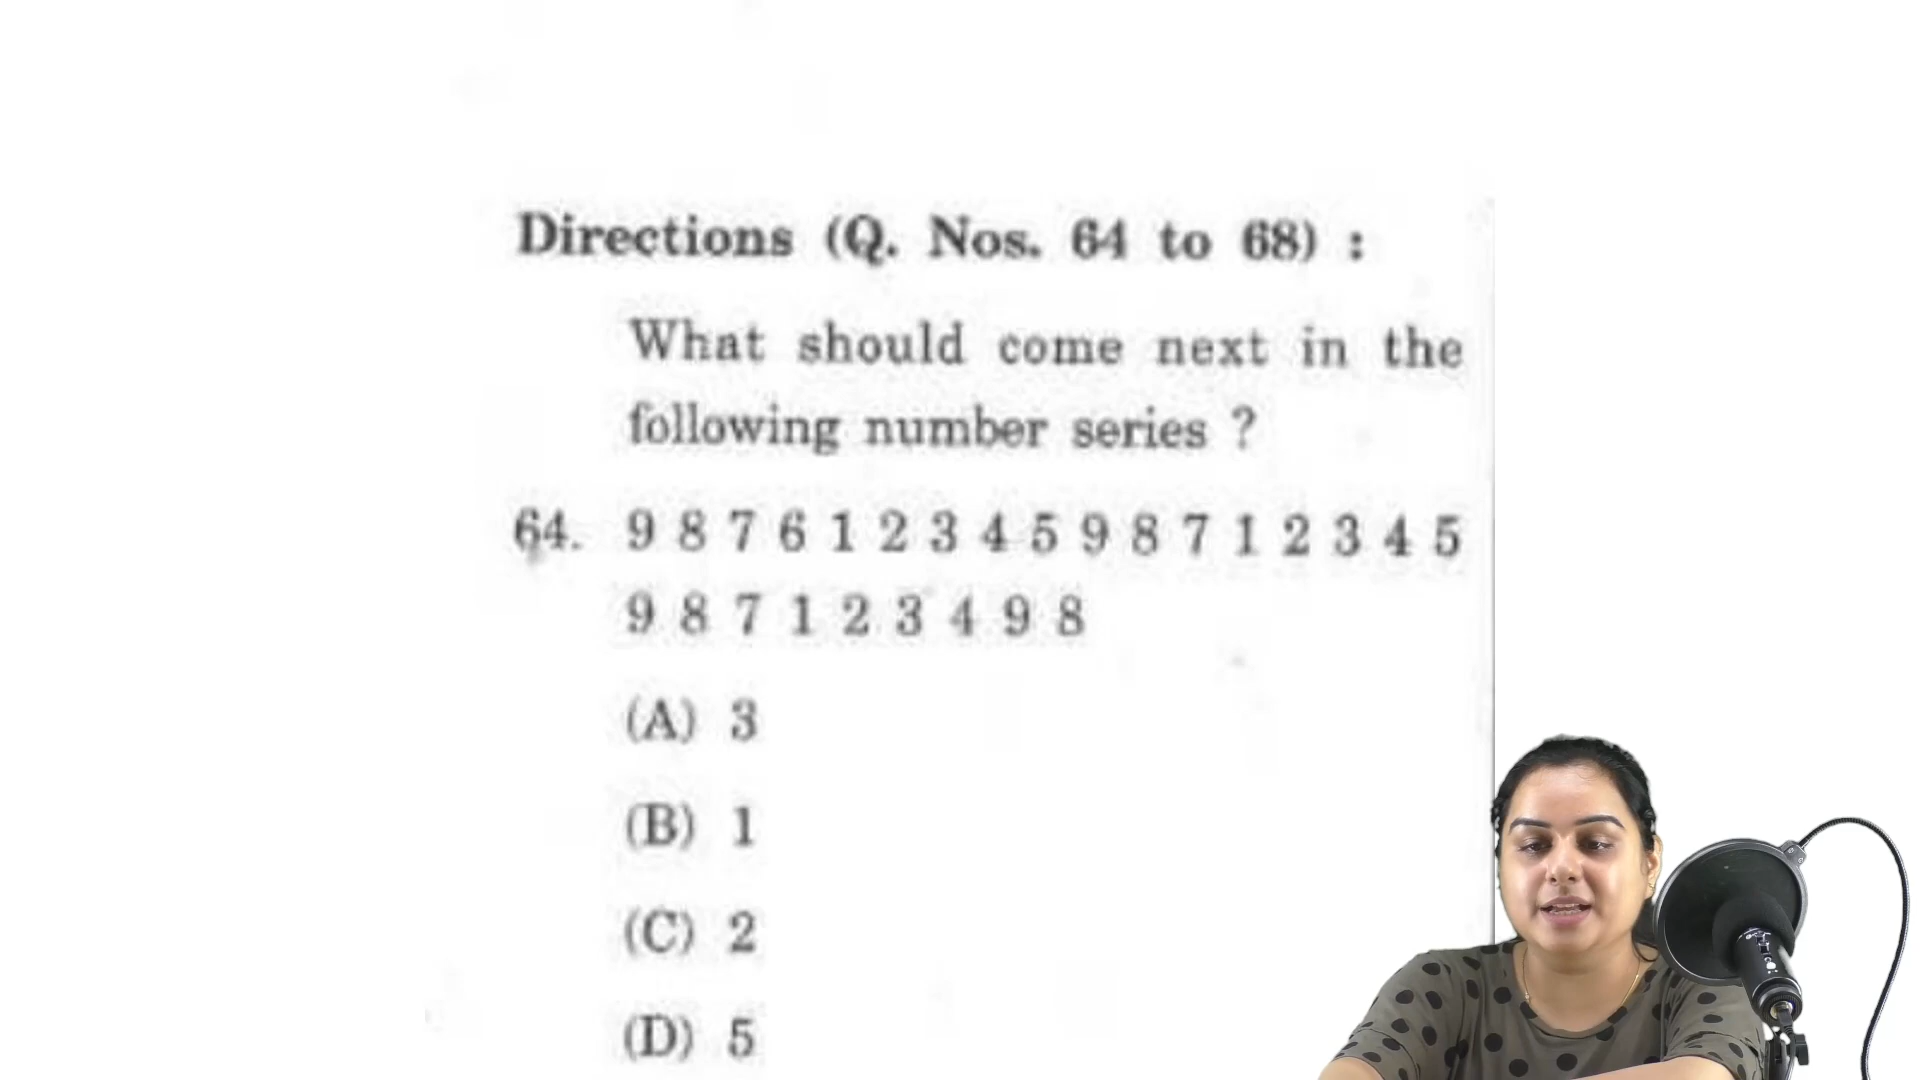 Directions (Q. Nos. 64 to 68) :
What should come next in the
following number series ?
64. 9 8 7 6 1 2 3 4 5 9 8 7 1 2 3 4 5
9 8 7 1 2 3 4 9 8
(A) 3
(B) 1
(C) 2
(D) 5